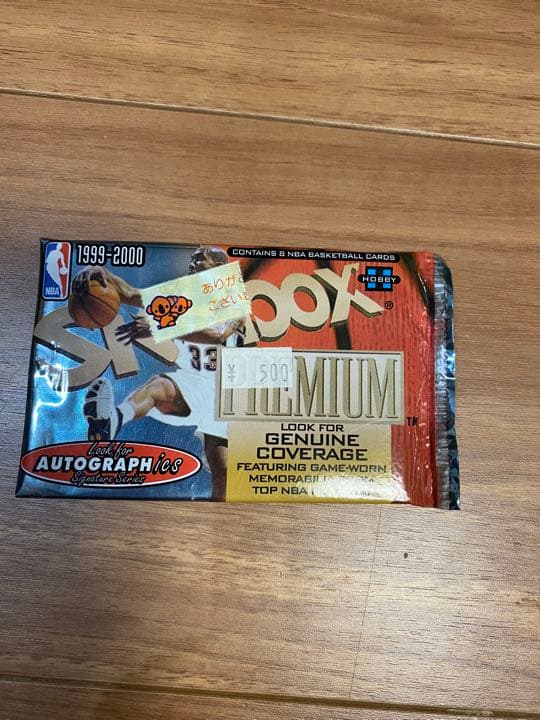 NBA
1999-2000
CONTAINS 8 NBA BASKETBALL CARDS
HOBBY
®
ありが
ござい
BOX
33
¥ 500
PREMIUM
TM
LOOK FOR
GENUINE
COVERAGE
FEATURING GAME-WORN
TOP NBA
Look for
AUTOGRAPHics
Signature Series